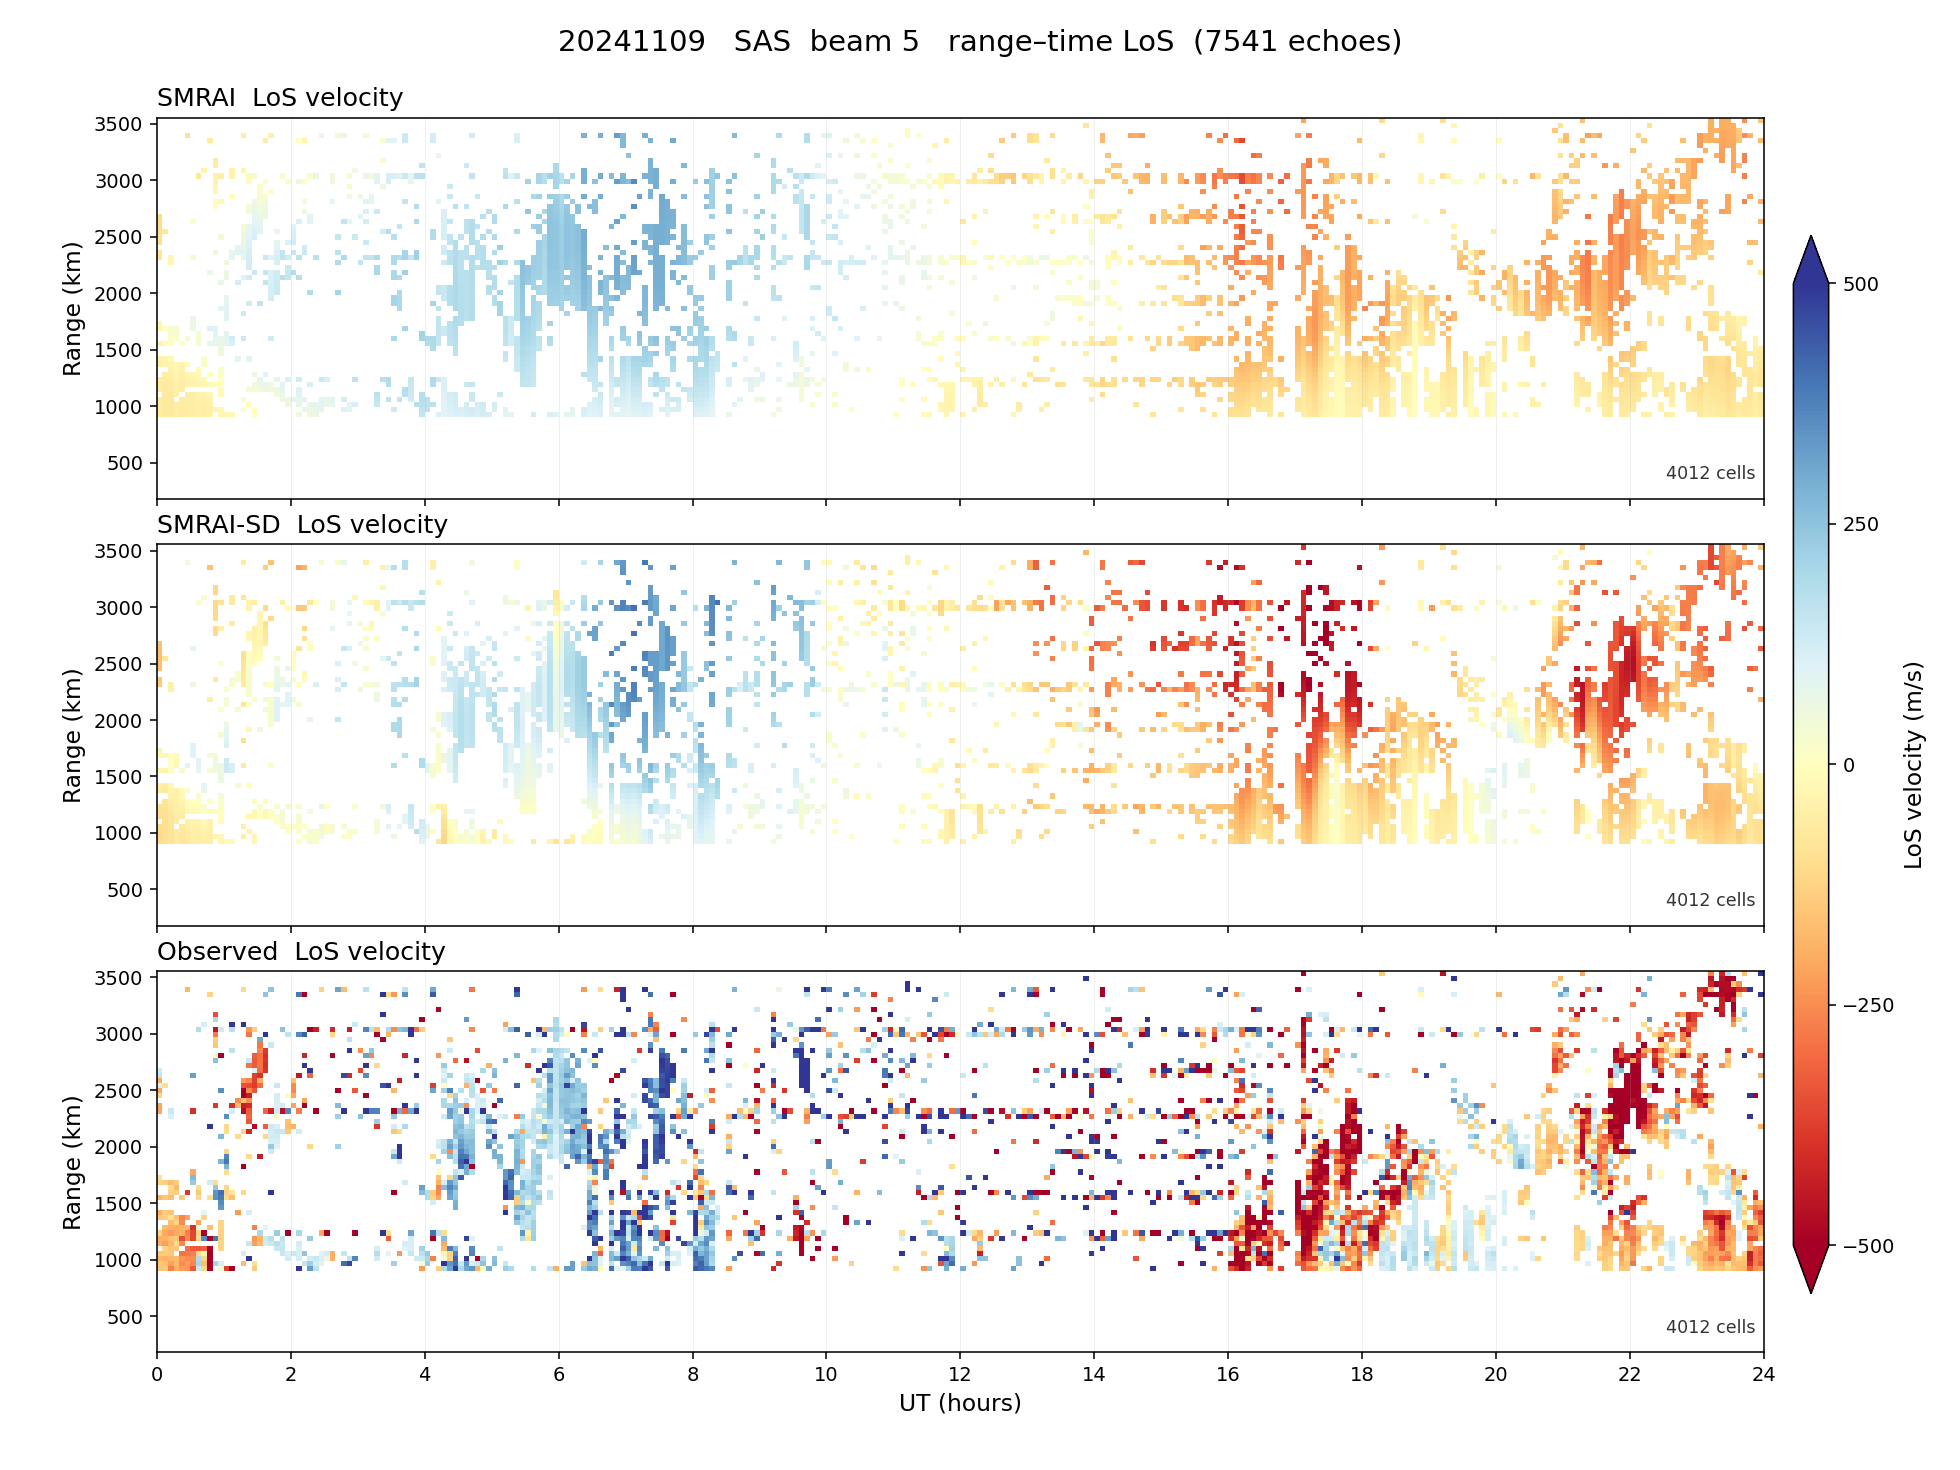 20241109 SAS beam 5 range–time LoS (7541 echoes)
SMRAI LoS velocity
3500
3000
2500
2000
1500
1000
500
Range (km)
4012 cells
SMRAI-SD LoS velocity
3500
3000
2500
2000
1500
1000
500
Range (km)
4012 cells
Observed LoS velocity
3500
3000
2500
2000
1500
1000
500
Range (km)
4012 cells
0 2 4 6 8 10 12 14 16 18 20 22 24
UT (hours)
500
250
0
−250
−500
LoS velocity (m/s)